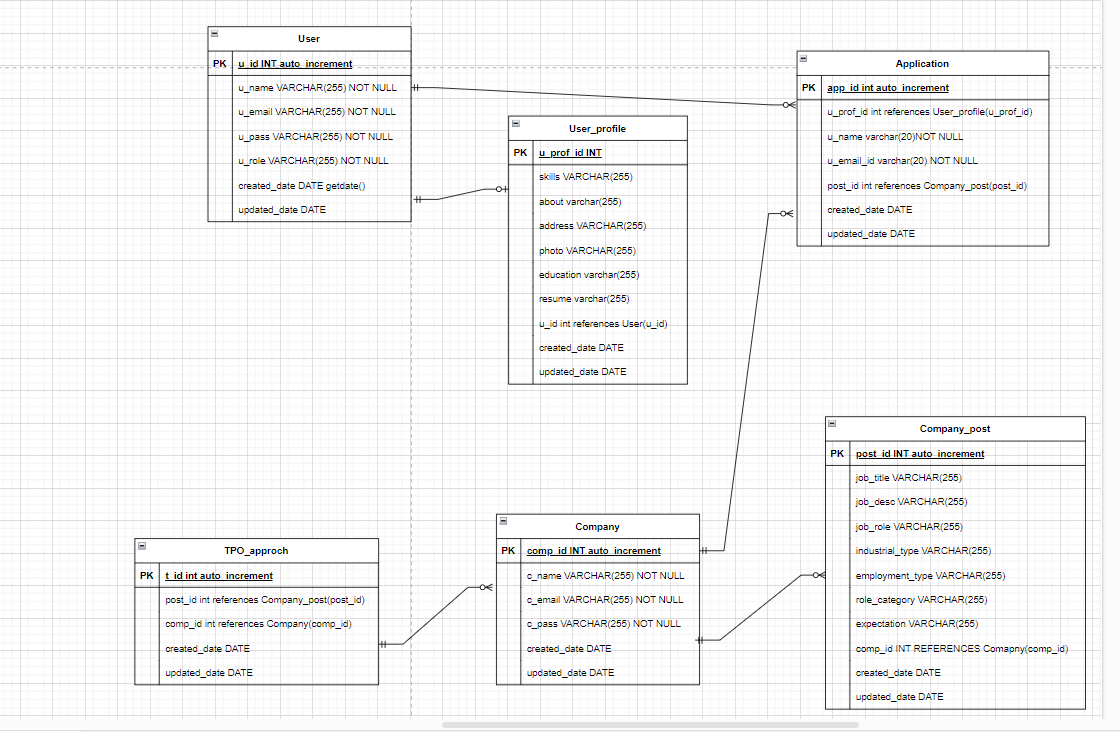 User
PK u_id INT auto_increment
u_name VARCHAR(255) NOT NULL
u_email VARCHAR(255) NOT NULL
u_pass VARCHAR(255) NOT NULL
u_role VARCHAR(255) NOT NULL
created_date DATE getdate()
updated_date DATE
User_profile
PK u_prof_id INT
skills VARCHAR(255)
about varchar(255)
address VARCHAR(255)
photo VARCHAR(255)
education varchar(255)
resume varchar(255)
u_id int references User(u_id)
created_date DATE
updated_date DATE
Application
PK app_id int auto_increment
u_prof_id int references User_profile(u_prof_id)
u_name varchar(20)NOT NULL
u_email_id varchar(20) NOT NULL
post_id int references Company_post(post_id)
created_date DATE
updated_date DATE
TPO_approch
PK t_id int auto_increment
post_id int references Company_post(post_id)
comp_id int references Company(comp_id)
created_date DATE
updated_date DATE
Company
PK comp_id INT auto_increment
c_name VARCHAR(255) NOT NULL
c_email VARCHAR(255) NOT NULL
c_pass VARCHAR(255) NOT NULL
created_date DATE
updated_date DATE
Company_post
PK post_id INT auto_increment
job_title VARCHAR(255)
job_desc VARCHAR(255)
job_role VARCHAR(255)
industrial_type VARCHAR(255)
employment_type VARCHAR(255)
role_category VARCHAR(255)
expectation VARCHAR(255)
comp_id INT REFERENCES Comapny(comp_id)
created_date DATE
updated_date DATE